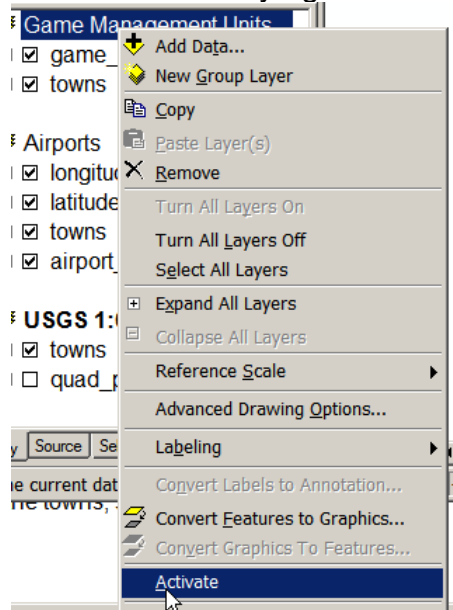 Game Management Units
Add Data...
game_
New Group Layer
towns
Copy
Airports
Paste Layer(s)
longitu
Remove
latitude
Turn All Layers On
towns
Turn All Layers Off
airport_
Select All Layers
USGS 1:
Expand All Layers
towns
Collapse All Layers
quad_p
Reference Scale
Advanced Drawing Options...
Source
Labeling
e current dat
Convert Labels to Annotation...
Convert Features to Graphics...
Convert Graphics To Features...
Activate